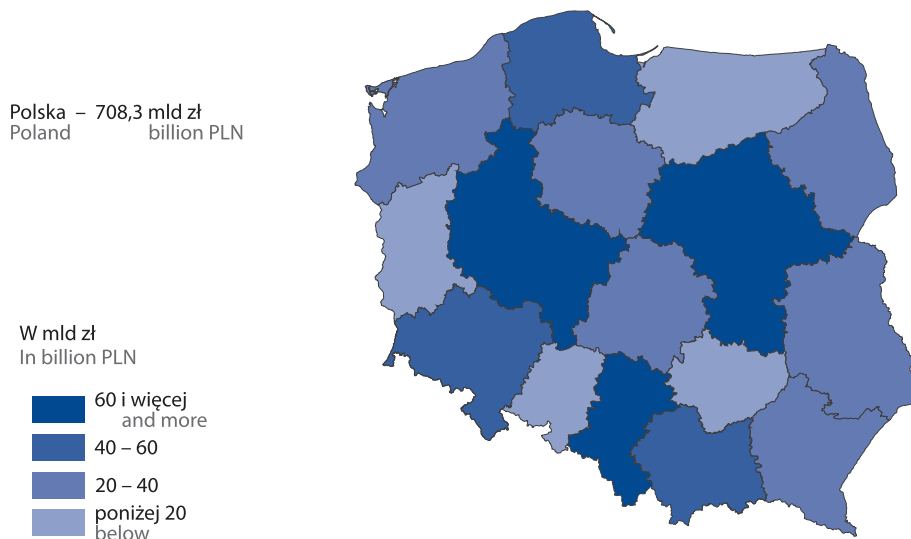 Polska – 708,3 mld zł
Poland billion PLN
W mld zł
In billion PLN
60 i więcej
and more
40 – 60
20 – 40
poniżej 20
below